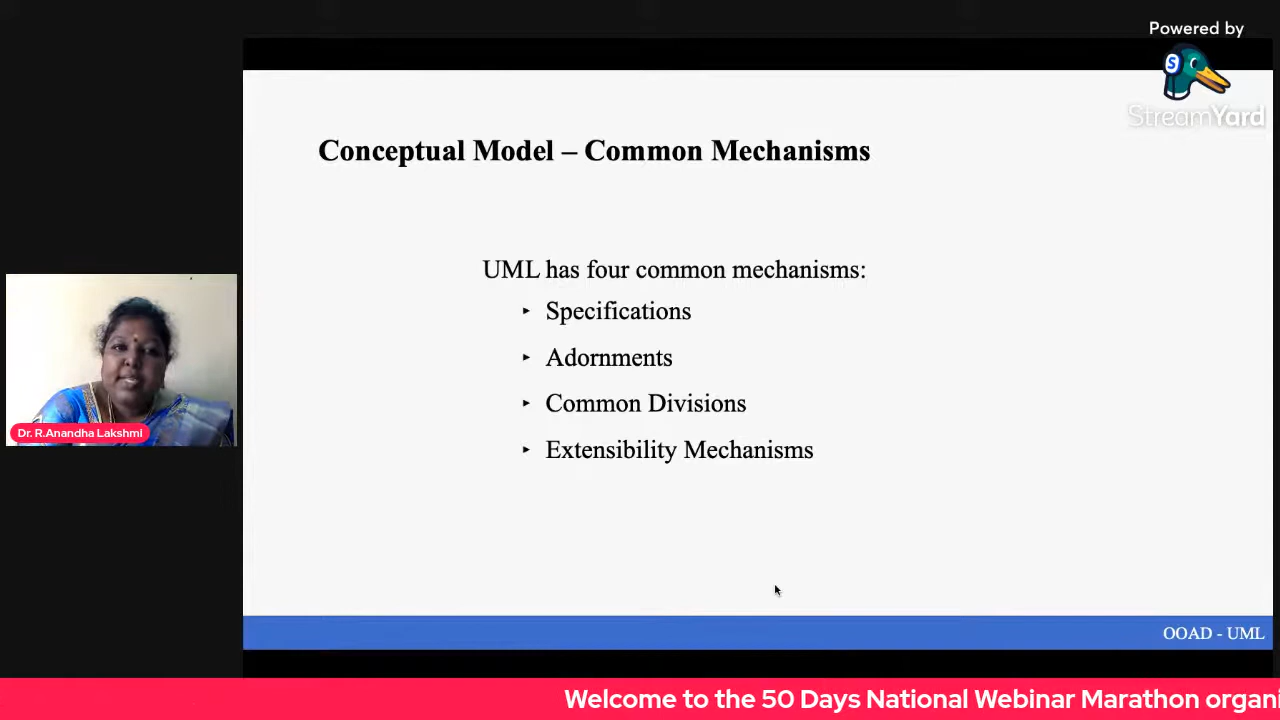 Powered by
S
StreamYard
Conceptual Model – Common Mechanisms
UML has four common mechanisms:
‣ Specifications
‣ Adornments
‣ Common Divisions
‣ Extensibility Mechanisms
Dr. R.Anandha Lakshmi
OOAD - UML
Welcome to the 50 Days National Webinar Marathon organi